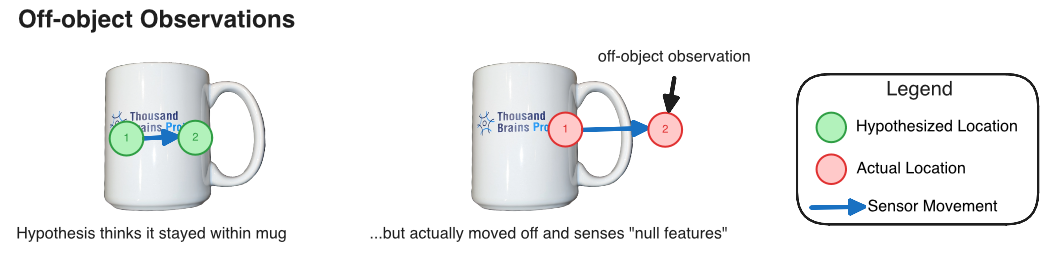 Off-object Observations
off-object observation
Legend
Thousand
Brains Pro
1
2
Thousand
Brains Pro
1
2
Hypothesized Location
Actual Location
Sensor Movement
Hypothesis thinks it stayed within mug
...but actually moved off and senses "null features"